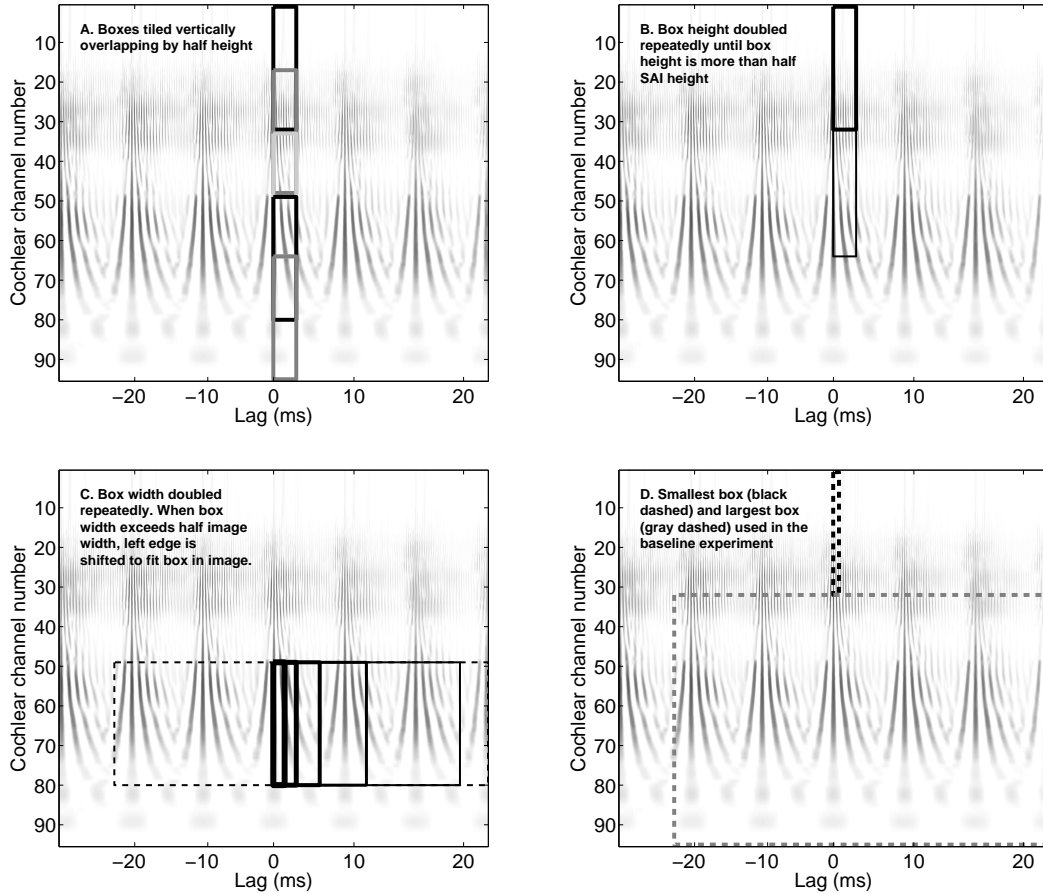 A. Boxes tiled vertically
overlapping by half height
10
20
30
40
50
60
70
80
90
Cochlear channel number
−20
−10
0
10
20
Lag (ms)
B. Box height doubled
repeatedly until box
height is more than half
SAI height
10
20
30
40
50
60
70
80
90
Cochlear channel number
−20
−10
0
10
20
Lag (ms)
C. Box width doubled
repeatedly. When box
width exceeds half image
width, left edge is
shifted to fit box in image.
10
20
30
40
50
60
70
80
90
Cochlear channel number
−20
−10
0
10
20
Lag (ms)
D. Smallest box (black
dashed) and largest box
(gray dashed) used in the
baseline experiment
10
20
30
40
50
60
70
80
90
Cochlear channel number
−20
−10
0
10
20
Lag (ms)